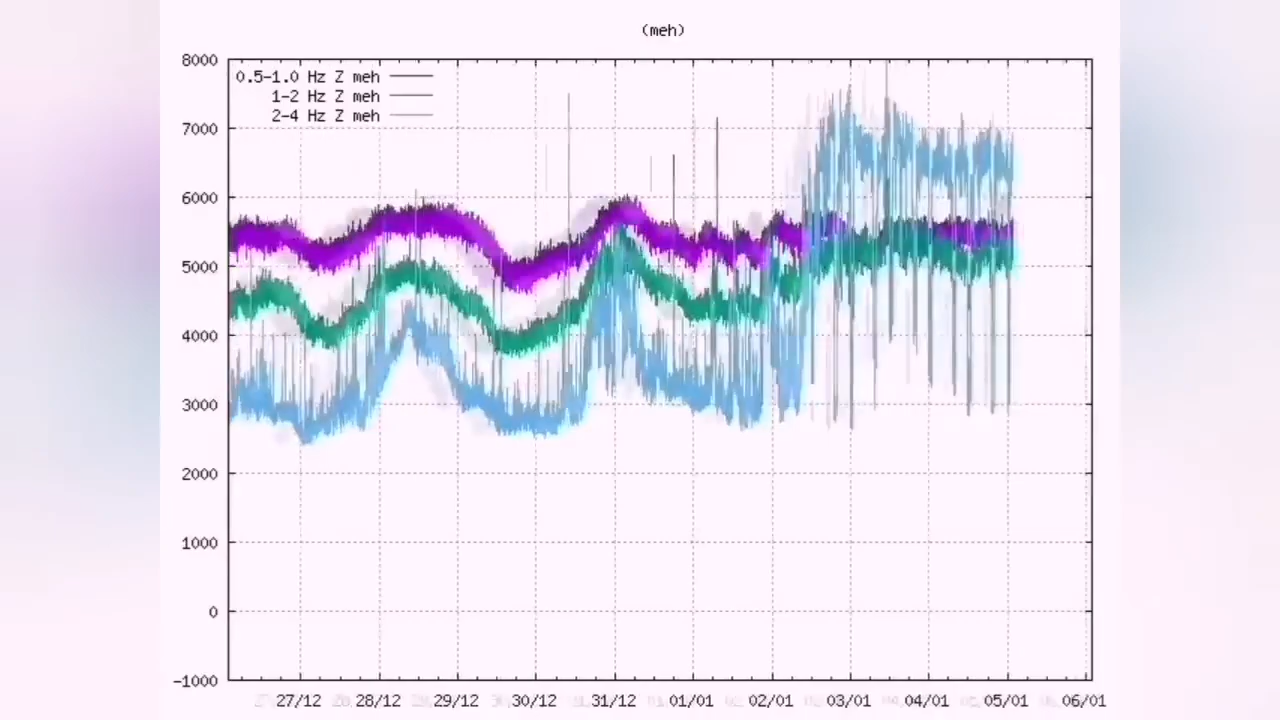 (meh)
8000
0.5-1.0 Hz Z meh
1-2 Hz Z meh
2-4 Hz Z meh
7000
6000
5000
4000
3000
2000
1000
0
-1000
27/12 28/12 29/12 30/12 31/12 01/01 02/01 03/01 04/01 05/01 06/01